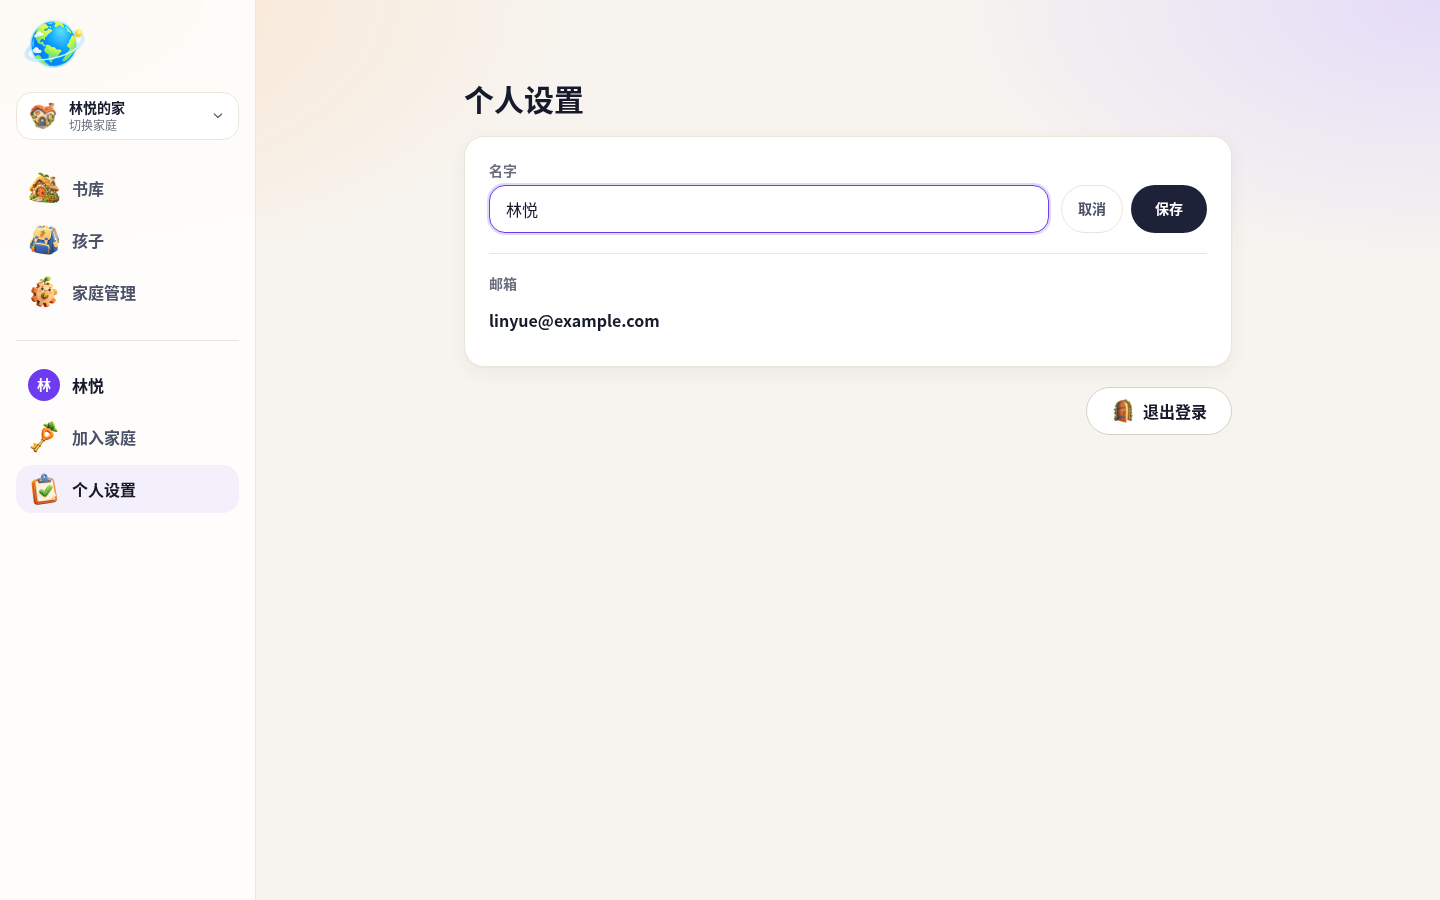 林悦的家
切换家庭
书库
孩子
家庭管理
林 林悦
加入家庭
个人设置
个人设置
名字
林悦
取消
保存
邮箱
linyue@example.com
退出登录